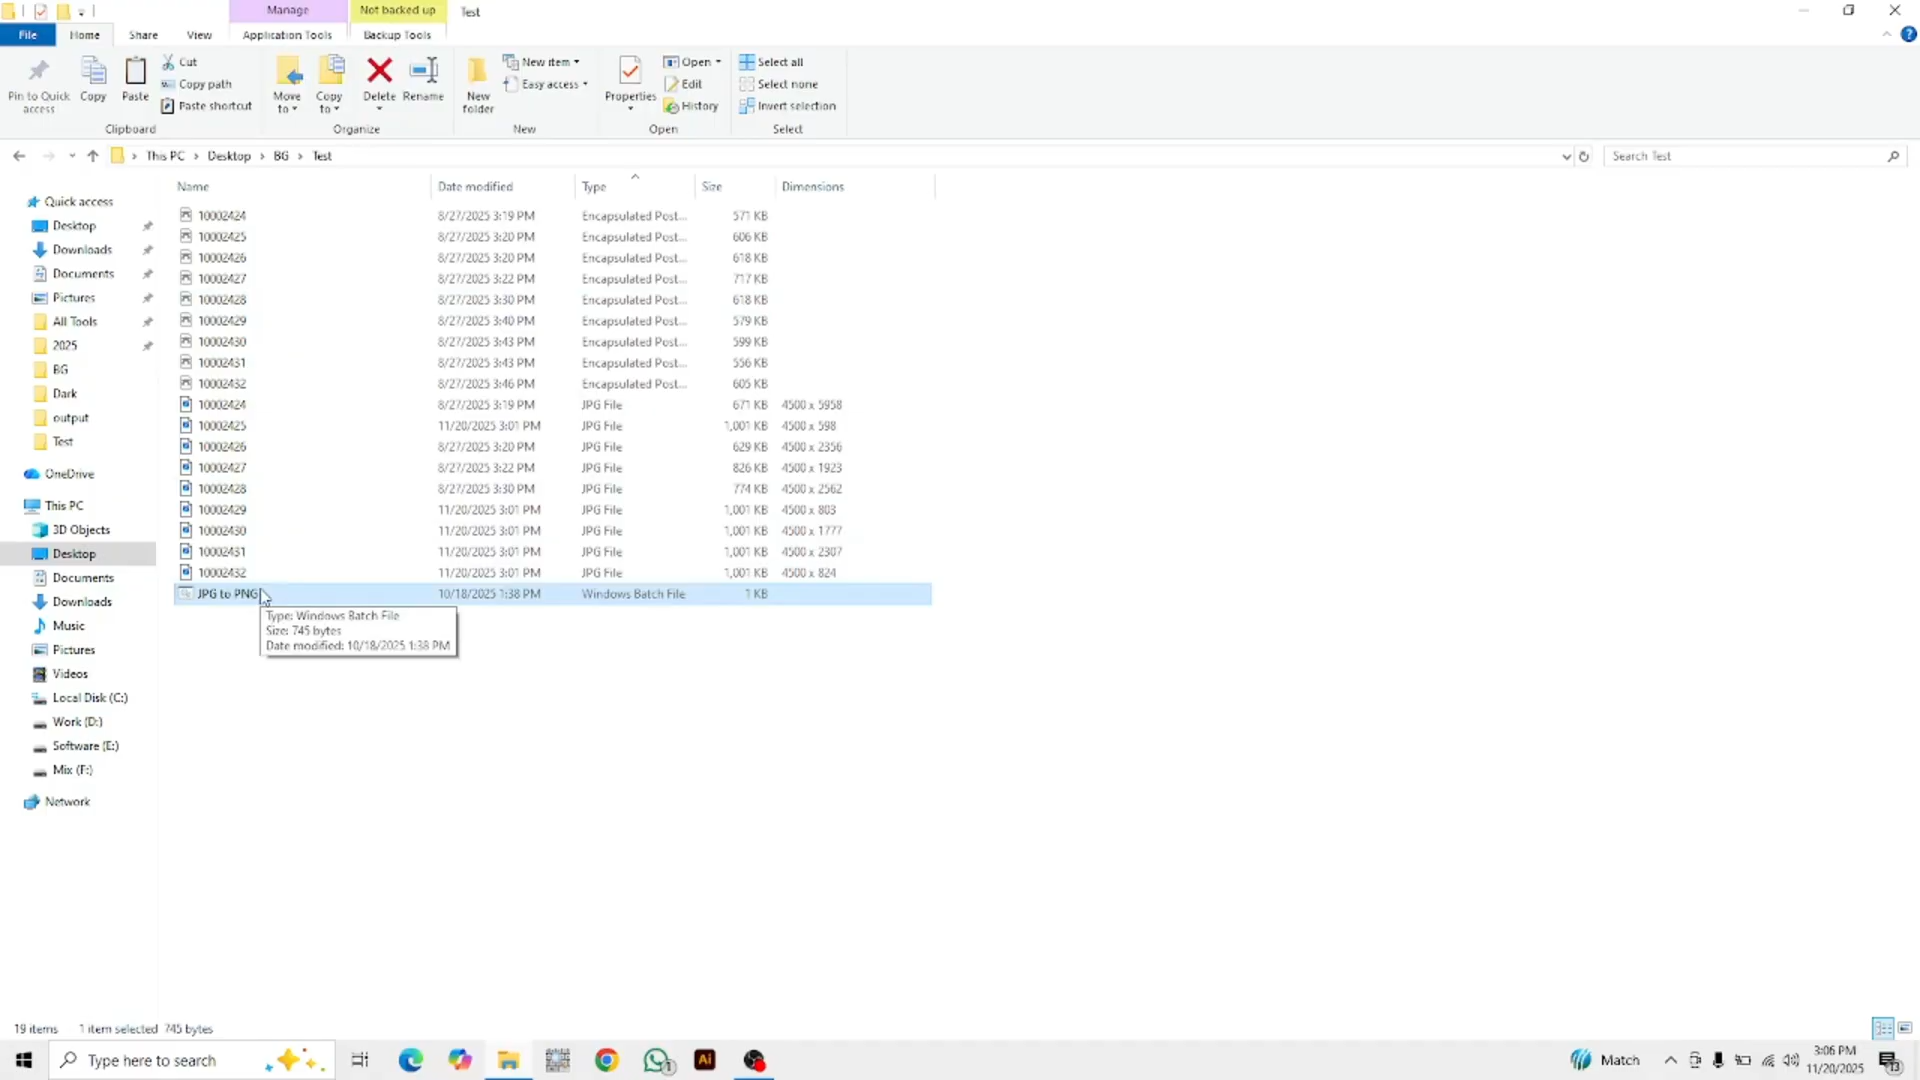 Manage Not backed up Test
File Home Share View Application Tools Backup Tools
Pin to Quick access
Copy
Paste
Cut
Copy path
Paste shortcut
Clipboard
Move to
Copy to
Delete
Rename
Organize
New folder
New item
Easy access
New
Properties
Open
Edit
History
Open
Select all
Select none
Invert selection
Select
This PC > Desktop > BG > Test
Search Test
Name Date modified Type Size Dimensions
10002424 8/27/2025 3:19 PM Encapsulated Post... 571 KB
10002425 8/27/2025 3:20 PM Encapsulated Post... 606 KB
10002426 8/27/2025 3:20 PM Encapsulated Post... 618 KB
10002427 8/27/2025 3:22 PM Encapsulated Post... 717 KB
10002428 8/27/2025 3:30 PM Encapsulated Post... 618 KB
10002429 8/27/2025 3:40 PM Encapsulated Post... 579 KB
10002430 8/27/2025 3:43 PM Encapsulated Post... 599 KB
10002431 8/27/2025 3:43 PM Encapsulated Post... 556 KB
10002432 8/27/2025 3:46 PM Encapsulated Post... 605 KB
10002424 8/27/2025 3:19 PM JPG File 671 KB 4500 x 5958
10002425 11/20/2025 3:01 PM JPG File 1,001 KB 4500 x 598
10002426 8/27/2025 3:20 PM JPG File 629 KB 4500 x 2356
10002427 8/27/2025 3:22 PM JPG File 826 KB 4500 x 1923
10002428 8/27/2025 3:30 PM JPG File 774 KB 4500 x 2562
10002429 11/20/2025 3:01 PM JPG File 1,001 KB 4500 x 803
10002430 11/20/2025 3:01 PM JPG File 1,001 KB 4500 x 1777
10002431 11/20/2025 3:01 PM JPG File 1,001 KB 4500 x 2307
10002432 11/20/2025 3:01 PM JPG File 1,001 KB 4500 x 824
JPG to PNG 10/18/2025 1:38 PM Windows Batch File 1 KB
Type: Windows Batch File
Size: 745 bytes
Date modified: 10/18/2025 1:38 PM
Quick access
Desktop
Downloads
Documents
Pictures
All Tools
2025
BG
Dark
output
Test
OneDrive
This PC
3D Objects
Desktop
Documents
Downloads
Music
Pictures
Videos
Local Disk (C:)
Work (D:)
Software (E:)
Mix (F:)
Network
19 items 1 item selected 745 bytes
Type here to search
Ai
Match
3:06 PM
11/20/2025
13